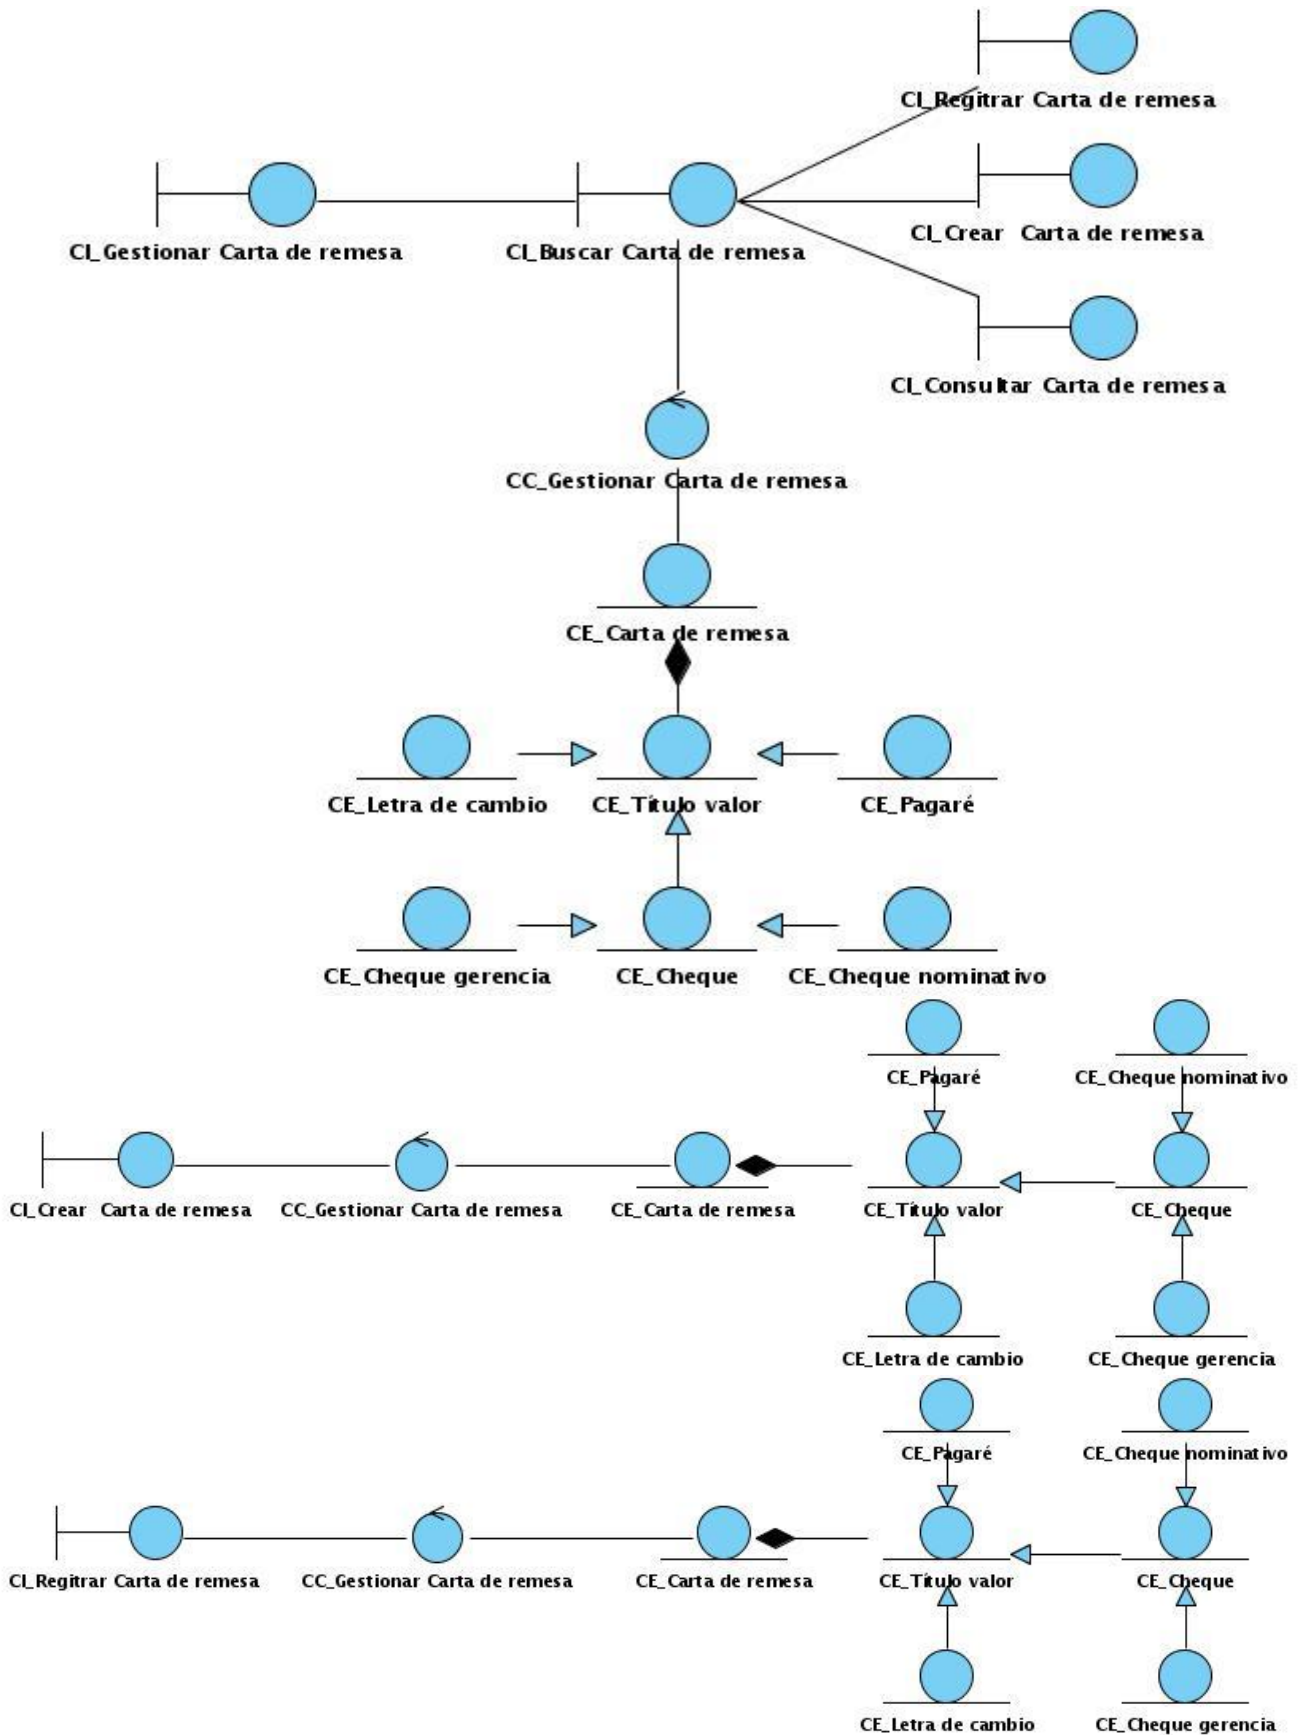 CI_Regitrar Carta de remesa
CI_Gestionar Carta de remesa
CI_Buscar Carta de remesa
CI_Crear Carta de remesa
CI_Consultar Carta de remesa
CC_Gestionar Carta de remesa
CE_Carta de remesa
CE_Letra de cambio
CE_Título valor
CE_Pagaré
CE_Cheque gerencia
CE_Cheque
CE_Cheque nominativo
CE_Pagaré
CE_Cheque nominativo
CI_Crear Carta de remesa
CC_Gestionar Carta de remesa
CE_Carta de remesa
CE_Título valor
CE_Cheque
CE_Letra de cambio
CE_Cheque gerencia
CE_Pagaré
CE_Cheque nominativo
CI_Regitrar Carta de remesa
CC_Gestionar Carta de remesa
CE_Carta de remesa
CE_Título valor
CE_Cheque
CE_Letra de cambio
CE_Cheque gerencia